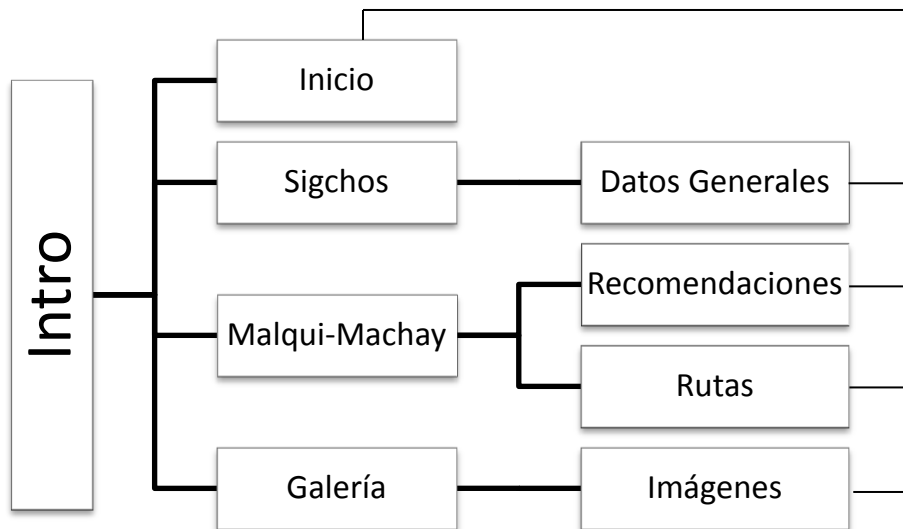 Intro
Inicio
Sigchos
Datos Generales
Malqui-Machay
Recomendaciones
Rutas
Galería
Imágenes